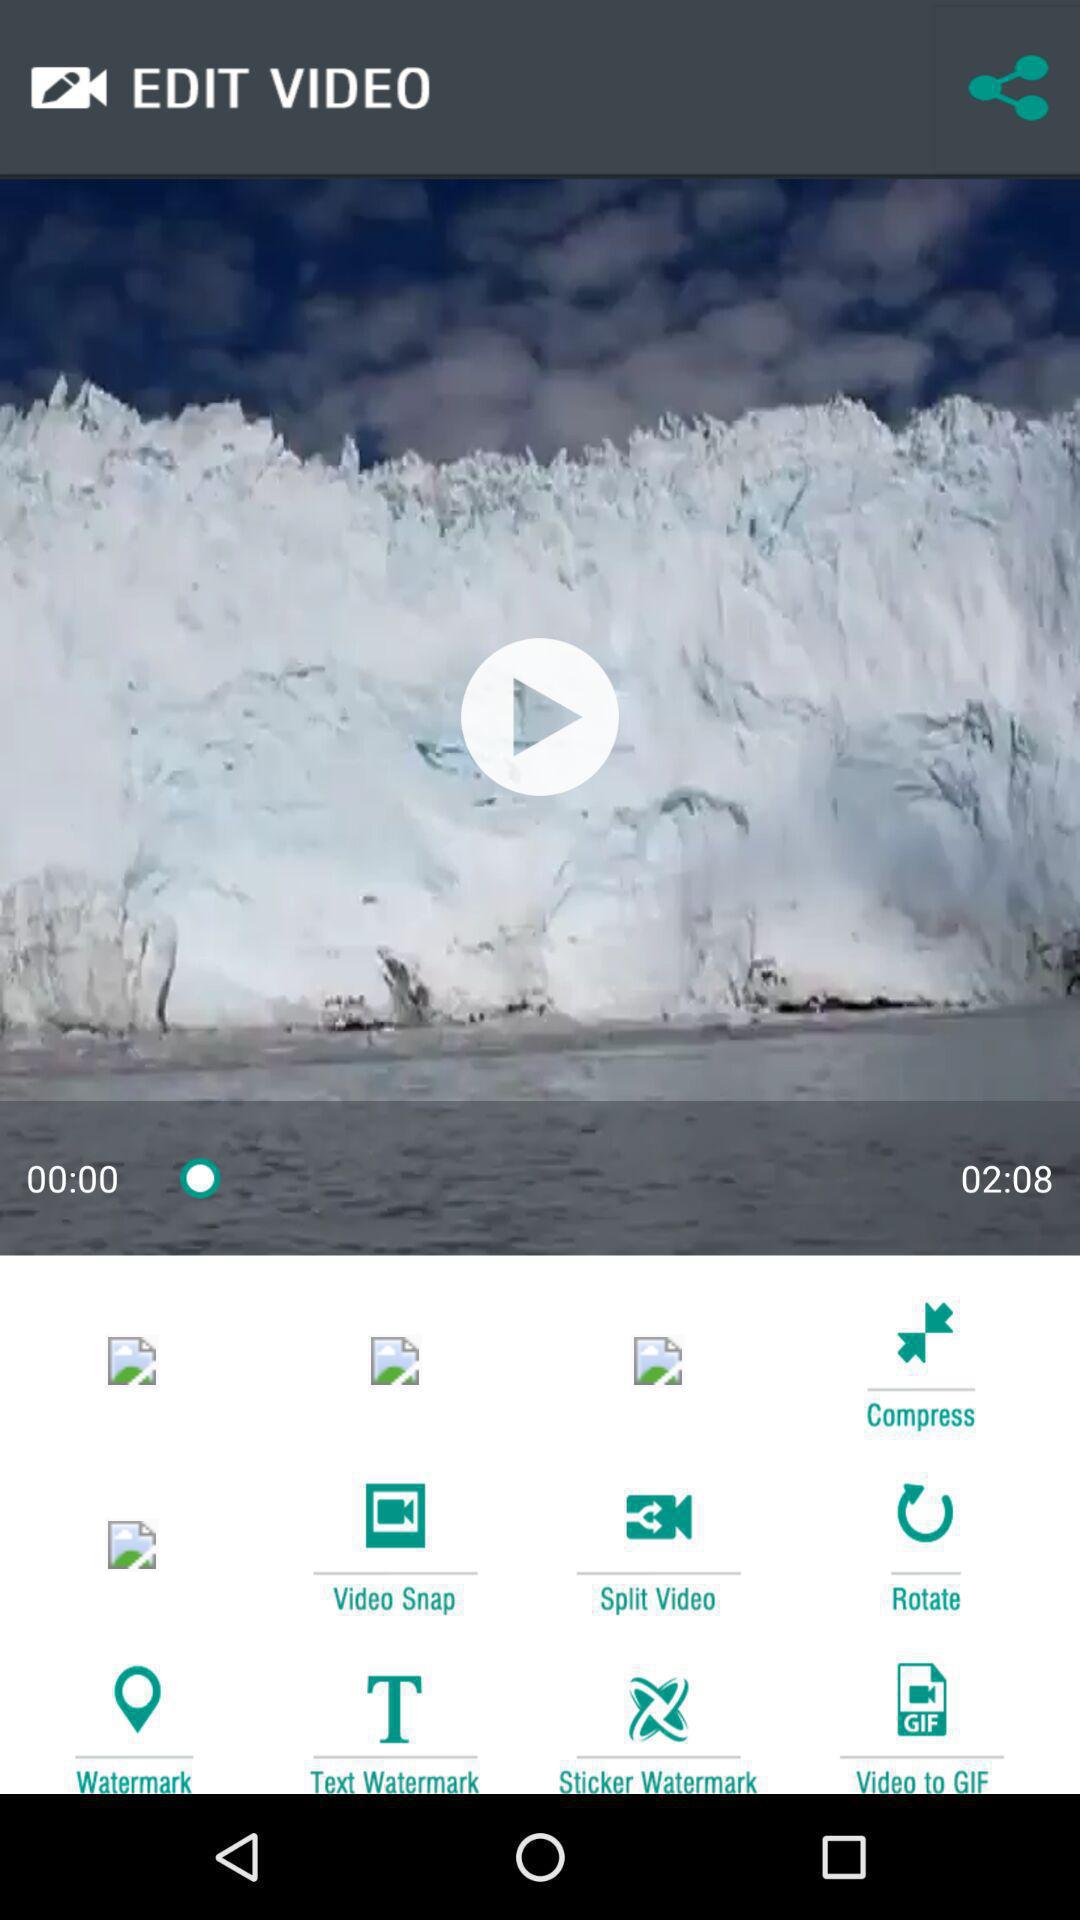 EDIT VIDEO
00:00
02:08
Compress
Video Snap
Split Video
Rotate
GIF
Watermark
Text Watermark
Sticker Watermark
Video to GIF